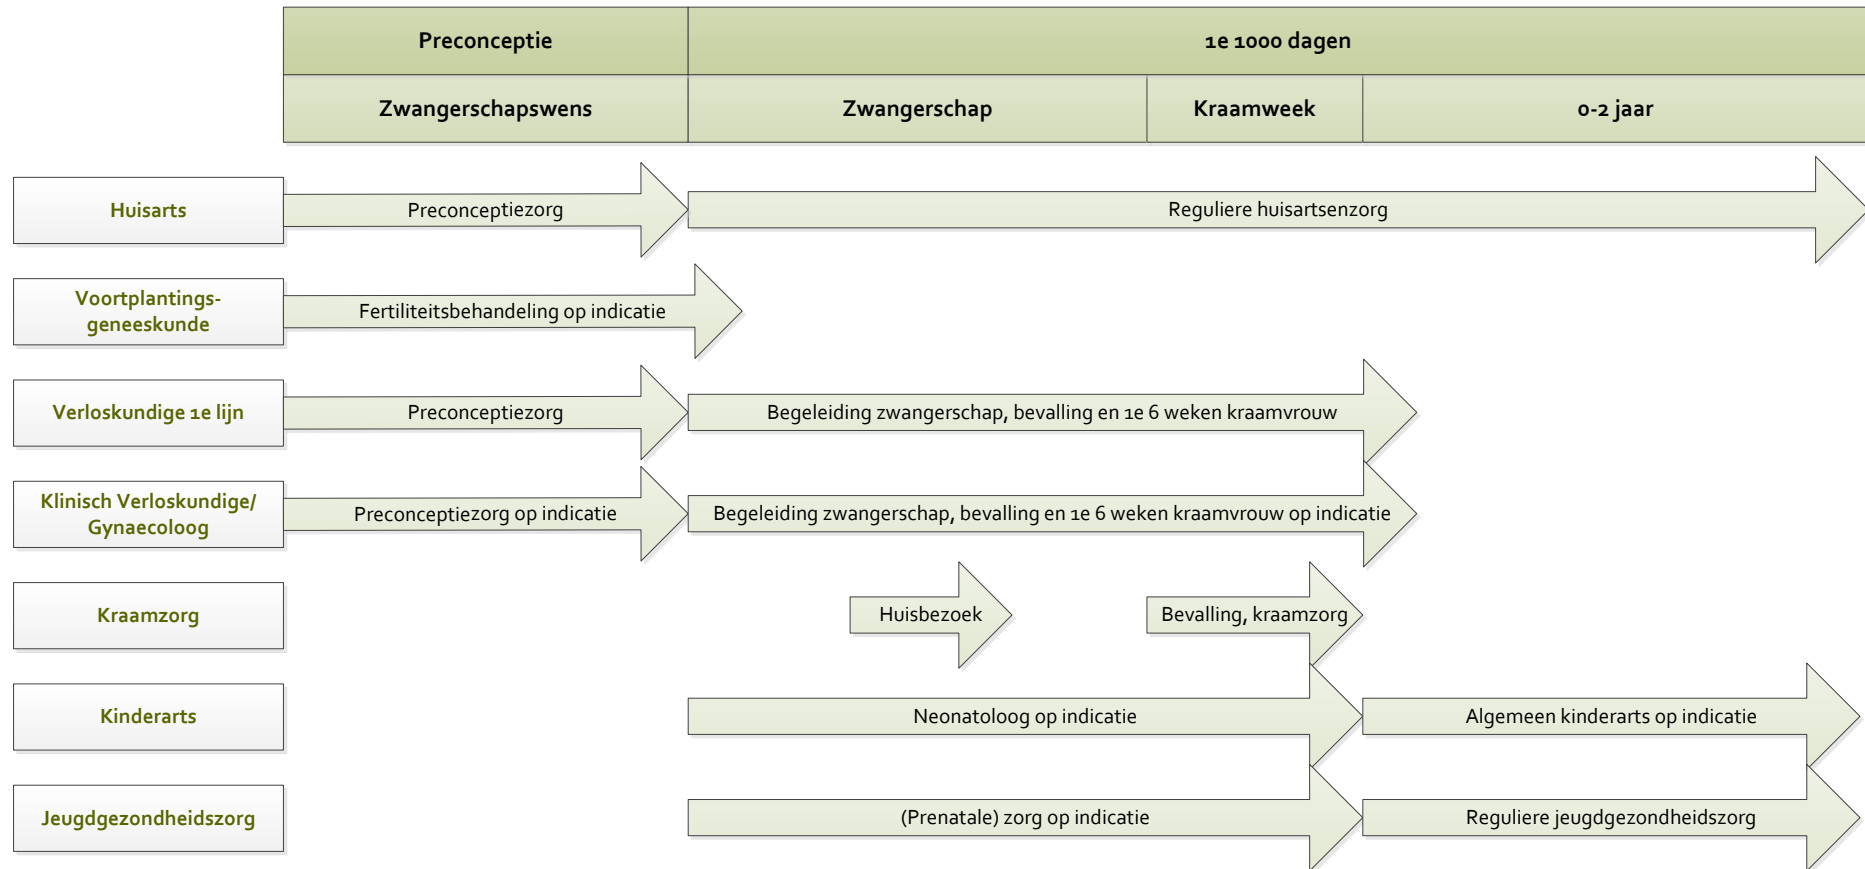 Preconceptie
1e 1000 dagen
Zwangerschapswens
Zwangerschap
Kraamweek
0-2 jaar
Huisarts
Preconceptiezorg
Reguliere huisartsenzorg
Voortplantings-
geneeskunde
Fertiliteitsbehandeling op indicatie
Verloskundige 1e lijn
Preconceptiezorg
Begeleiding zwangerschap, bevalling en 1e 6 weken kraamvrouw
Klinisch Verloskundige/
Gynaecoloog
Preconceptiezorg op indicatie
Begeleiding zwangerschap, bevalling en 1e 6 weken kraamvrouw op indicatie
Kraamzorg
Huisbezoek
Bevalling, kraamzorg
Kinderarts
Neonatoloog op indicatie
Algemeen kinderarts op indicatie
Jeugdgezondheidszorg
(Prenatale) zorg op indicatie
Reguliere jeugdgezondheidszorg